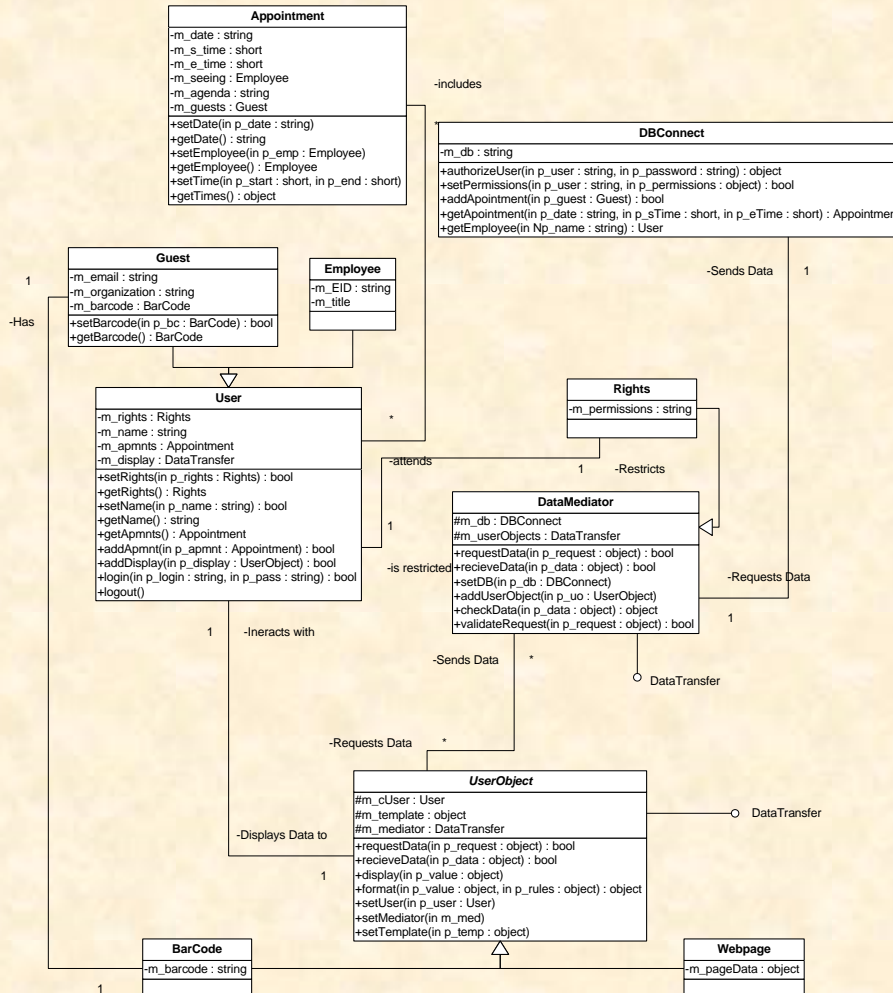 Appointment
-m_date : string
-m_s_time : short
-m_e_time : short
-m_seeing : Employee
-m_agenda : string
-m_guests : Guest
+setDate(in p_date : string)
+getDate() : string
+setEmployee(in p_emp : Employee)
+getEmployee() : Employee
+setTime(in p_start : short, in p_end : short)
+getTimes() : object
-includes
*
DBConnect
-m_db : string
+authorizeUser(in p_user : string, in p_password : string) : object
+setPermissions(in p_user : string, in p_permissions : object) : bool
+addApointment(in p_guest : Guest) : bool
+getApointment(in p_date : string, in p_sTime : short, in p_eTime : short) : Appointmen
+getEmployee(in Np_name : string) : User
-Sends Data
1
Guest
-m_email : string
-m_organization : string
-m_barcode : BarCode
+setBarcode(in p_bc : BarCode) : bool
+getBarcode() : BarCode
1
-Has
Employee
-m_EID : string
-m_title
User
-m_rights : Rights
-m_name : string
-m_apmnts : Appointment
-m_display : DataTransfer
+setRights(in p_rights : Rights) : bool
+getRights() : Rights
+setName(in p_name : string) : bool
+getName() : string
+getApmnts() : Appointment
+addApmnt(in p_apmnt : Appointment) : bool
+addDisplay(in p_display : UserObject) : bool
+login(in p_login : string, in p_pass : string) : bool
+logout()
*
-attends
1
-is restricted
Rights
-m_permissions : string
1
-Restricts
DataMediator
#m_db : DBConnect
#m_userObjects : DataTransfer
+requestData(in p_request : object) : bool
+recieveData(in p_data : object) : bool
+setDB(in p_db : DBConnect)
+addUserObject(in p_uo : UserObject)
+checkData(in p_data : object) : object
+validateRequest(in p_request : object) : bool
-Requests Data
1
1
-Ineracts with
-Sends Data
*
DataTransfer
-Requests Data
*
UserObject
#m_cUser : User
#m_template : object
#m_mediator : DataTransfer
+requestData(in p_request : object) : bool
+recieveData(in p_data : object) : bool
+display(in p_value : object)
+format(in p_value : object, in p_rules : object) : object
+setUser(in p_user : User)
+setMediator(in m_med)
+setTemplate(in p_temp : object)
DataTransfer
-Displays Data to
1
BarCode
-m_barcode : string
1
Webpage
-m_pageData : object